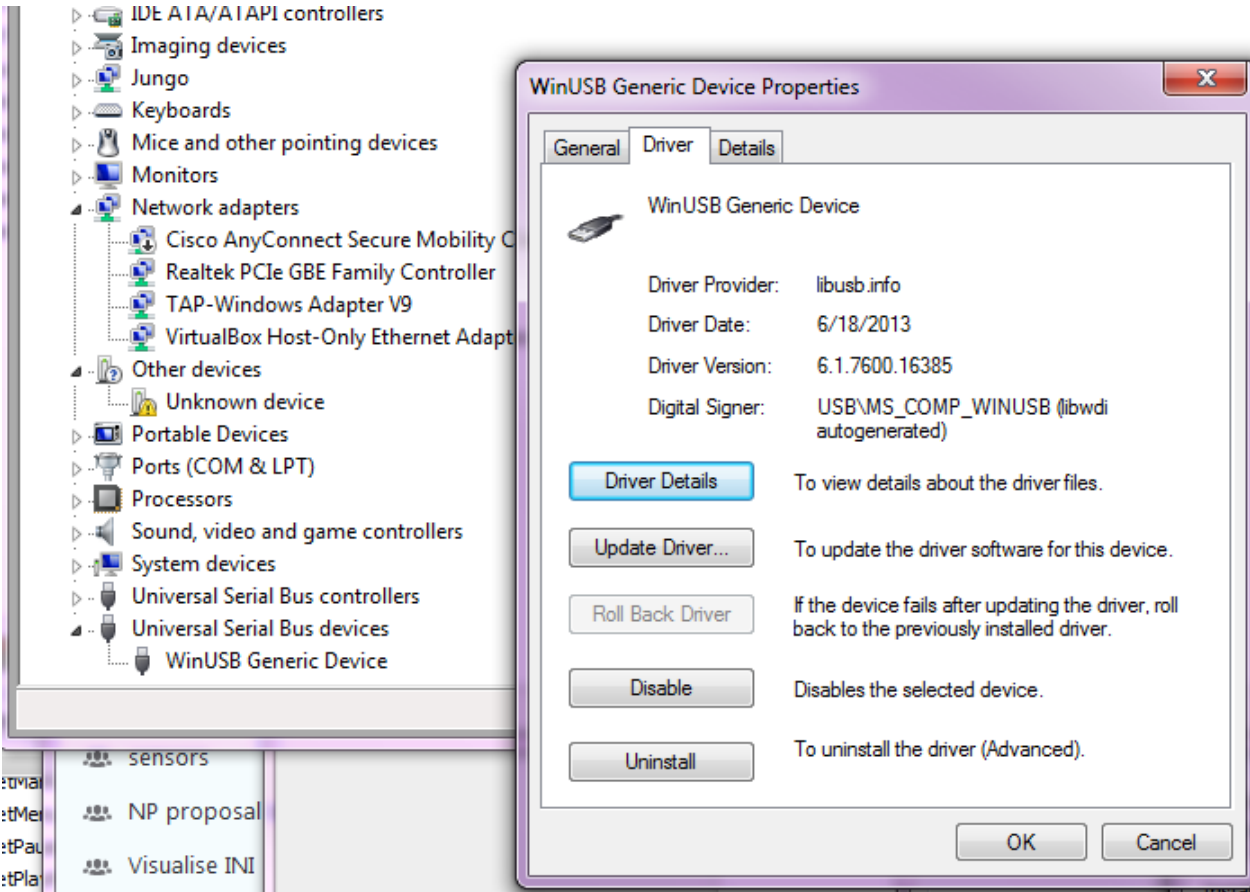 IDE ATA/ATAPI controllers
Imaging devices
Jungo
Keyboards
Mice and other pointing devices
Monitors
Network adapters
Cisco AnyConnect Secure Mobility C
Realtek PCIe GBE Family Controller
TAP-Windows Adapter V9
VirtualBox Host-Only Ethernet Adapt
Other devices
Unknown device
Portable Devices
Ports (COM & LPT)
Processors
Sound, video and game controllers
System devices
Universal Serial Bus controllers
Universal Serial Bus devices
WinUSB Generic Device
sensors
NP proposal
Visualise INI
etMer
etPau
etPla
WinUSB Generic Device Properties
General Driver Details
WinUSB Generic Device
Driver Provider: libusb.info
Driver Date: 6/18/2013
Driver Version: 6.1.7600.16385
Digital Signer: USB\MS_COMP_WINUSB (libwdi
autogenerated)
Driver Details To view details about the driver files.
Update Driver... To update the driver software for this device.
Roll Back Driver If the device fails after updating the driver, roll
back to the previously installed driver.
Disable Disables the selected device.
Uninstall To uninstall the driver (Advanced).
OK Cancel